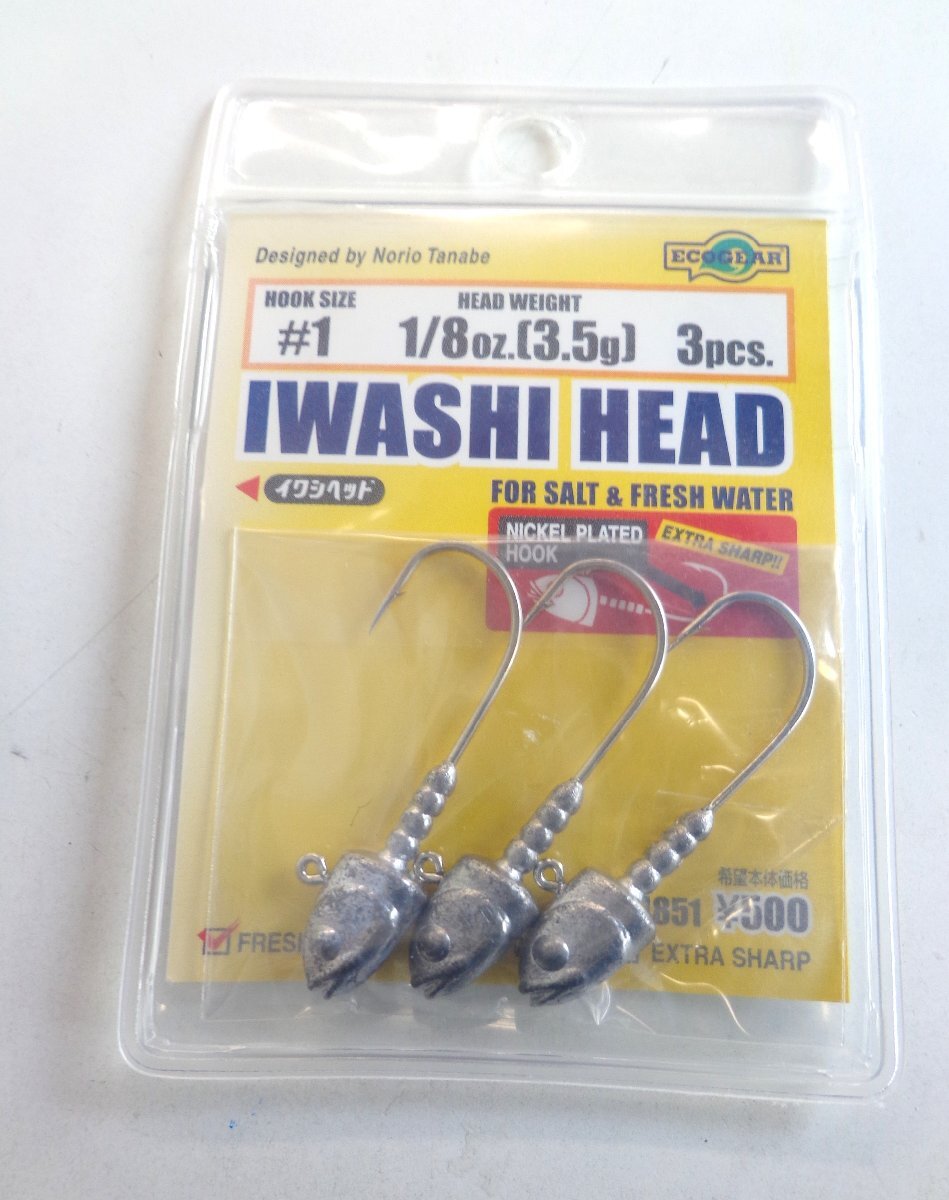 Designed by Norio Tanabe
ECOGEAR
HOOK SIZE
#1
HEAD WEIGHT
1/8oz.(3.5g)
3pcs.
IWASHI HEAD
イワシヘッド
FOR SALT & FRESH WATER
NICKEL PLATED
HOOK
EXTRA SHARP!!
希望本体価格
851 ¥500
EXTRA SHARP